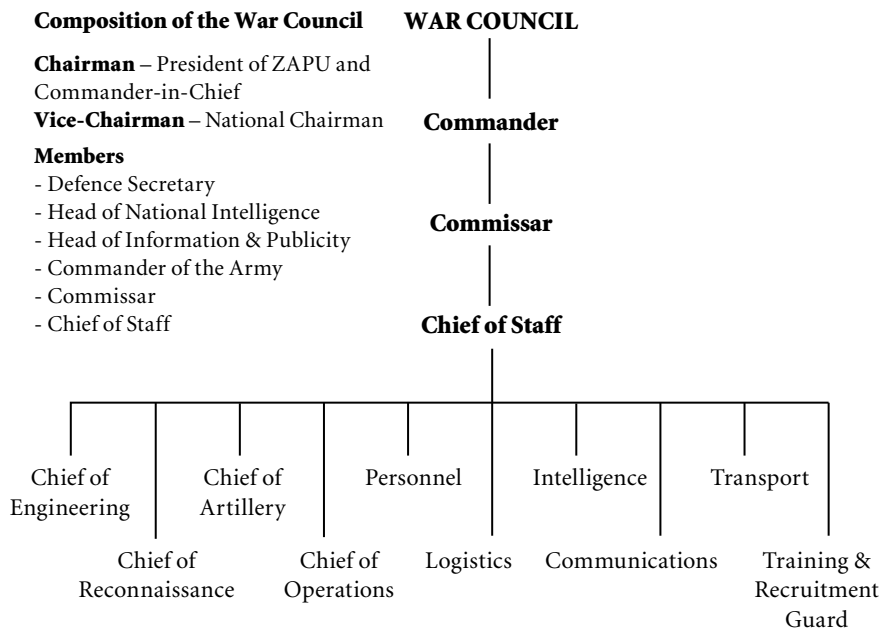 Composition of the War Council
Chairman – President of ZAPU and
Commander-in-Chief
Vice-Chairman – National Chairman
Members
- Defence Secretary
- Head of National Intelligence
- Head of Information & Publicity
- Commander of the Army
- Commissar
- Chief of Staff
WAR COUNCIL
Commander
Commissar
Chief of Staff
Chief of
Engineering
Chief of
Reconnaissance
Chief of
Artillery
Chief of
Operations
Personnel
Logistics
Intelligence
Communications
Transport
Training &
Recruitment
Guard